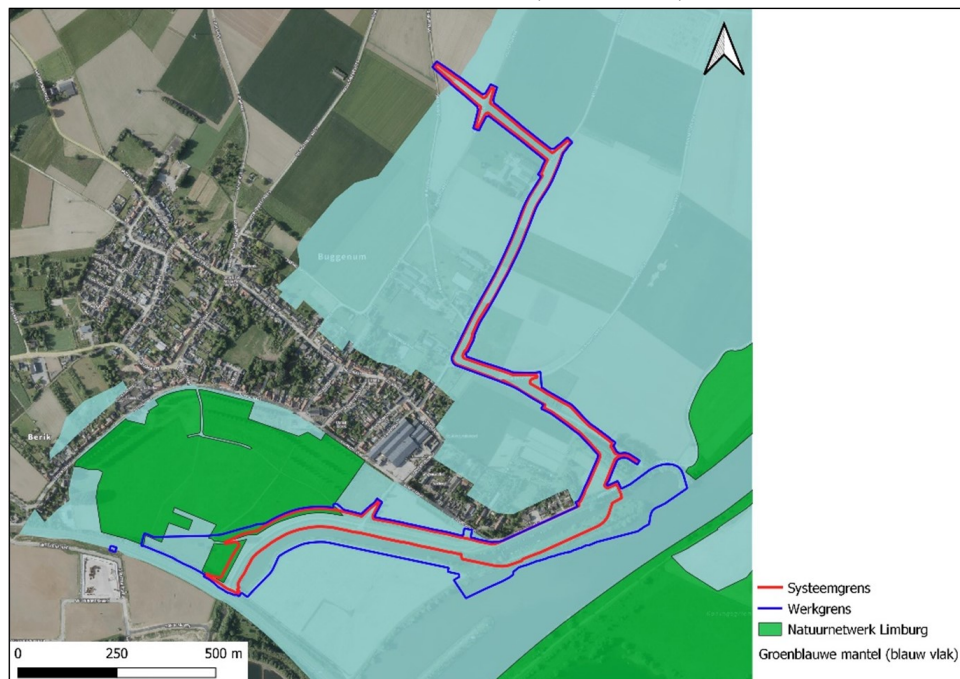 Buggenum
Berik
0 250 500 m
Systeemgrens
Werkgrens
Natuurnetwerk Limburg
Groenblauwe mantel (blauw vlak)